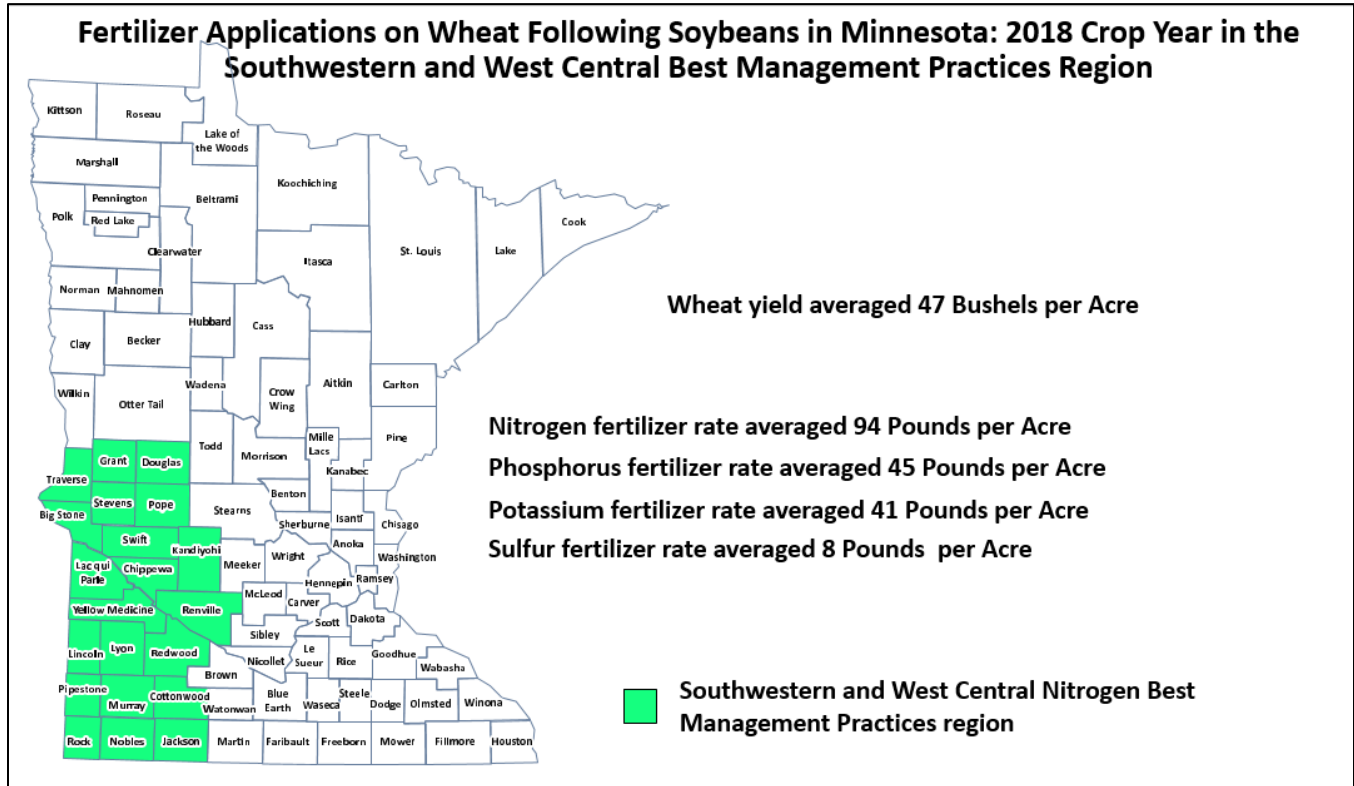 Fertilizer Applications on Wheat Following Soybeans in Minnesota: 2018 Crop Year in the
Southwestern and West Central Best Management Practices Region
Kittson
Roseau
Lake of
the Woods
Marshall
Koochiching
Pennington
Beltrami
Polk
Red Lake
Cook
St. Louis
Lake
Clearwater
Itasca
Norman
Mahnomen
Wheat yield averaged 47 Bushels per Acre
Hubbard
Cass
Clay
Becker
Wadena
Aitkin
Carlton
Wilkin
Crow
Wing
Otter Tail
Nitrogen fertilizer rate averaged 94 Pounds per Acre
Mille
Lacs
Pine
Todd
Morrison
Grant
Douglas
Phosphorus fertilizer rate averaged 45 Pounds per Acre
Kanabec
Traverse
Benton
Stevens
Pope
Stearns
Potassium fertilizer rate averaged 41 Pounds per Acre
Big Stone
Sherburne
Isanti
Chisago
Swift
Kandiyohi
Anoka
Sulfur fertilizer rate averaged 8 Pounds per Acre
Wright
Washington
Meeker
Lac qui
Parle
Chippewa
Hennepin
Ramsey
McLeod
Carver
Yellow Medicine
Renville
Scott
Dakota
Sibley
Lincoln
Lyon
Redwood
Nicollet
Le
Sueur
Rice
Goodhue
Wabasha
Brown
Pipestone
Murray
Cottonwood
Watonwan
Blue
Earth
Waseca
Steele
Dodge
Olmsted
Winona
Southwestern and West Central Nitrogen Best
Management Practices region
Rock
Nobles
Jackson
Martin
Faribault
Freeborn
Mower
Fillmore
Houston